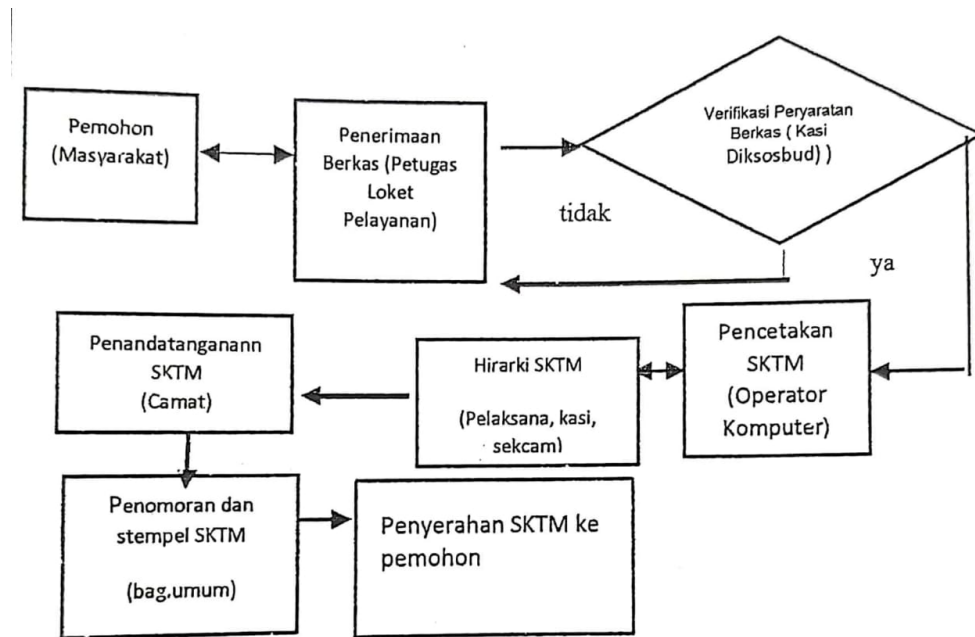 Pemohon
(Masyarakat)
Penerimaan
Berkas (Petugas
Loket
Pelayanan)
Verifikasi Peryaratan
Berkas ( Kasi
Diksosbud) )
tidak
ya
Pencetakan
SKTM
(Operator
Komputer)
Hirarki SKTM
(Pelaksana, kasi,
sekcam)
Penandatanganann
SKTM
(Camat)
Penomoran dan
stempel SKTM
(bag.umum)
Penyerahan SKTM ke
pemohon